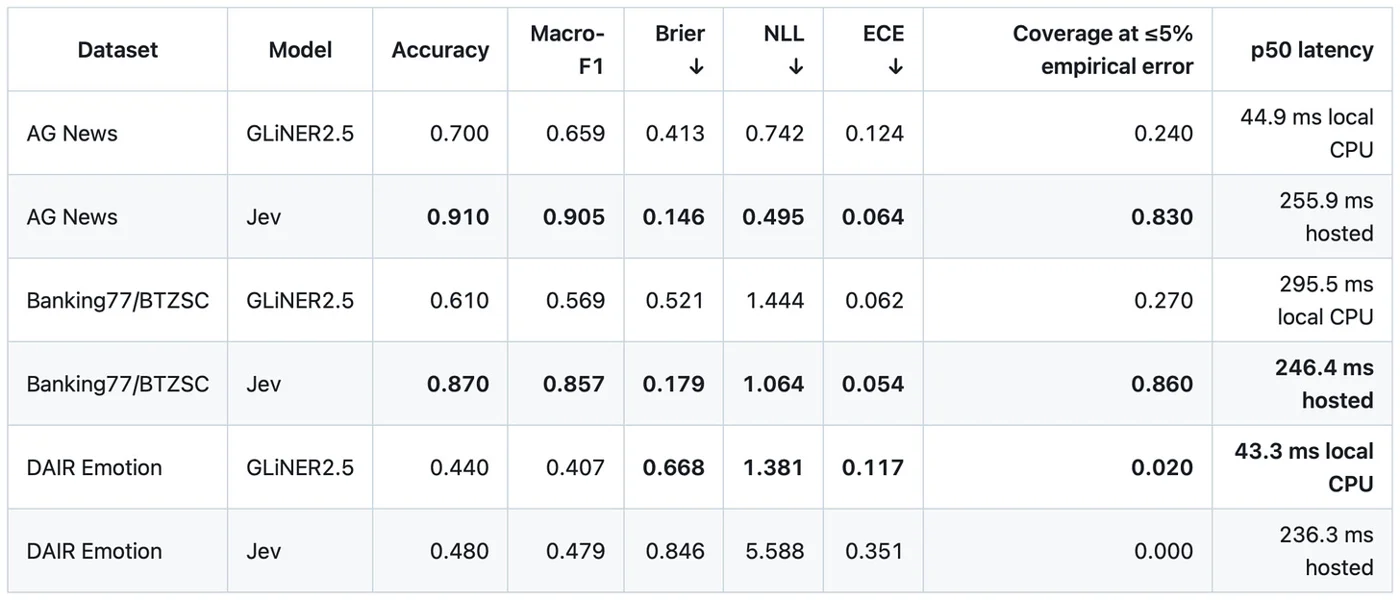 Dataset Model Accuracy Macro-F1 Brier ↓ NLL ↓ ECE ↓ Coverage at ≤5% empirical error p50 latency
AG News GLiNER2.5 0.700 0.659 0.413 0.742 0.124 0.240 44.9 ms local CPU
AG News Jev 0.910 0.905 0.146 0.495 0.064 0.830 255.9 ms hosted
Banking77/BTZSC GLiNER2.5 0.610 0.569 0.521 1.444 0.062 0.270 295.5 ms local CPU
Banking77/BTZSC Jev 0.870 0.857 0.179 1.064 0.054 0.860 246.4 ms hosted
DAIR Emotion GLiNER2.5 0.440 0.407 0.668 1.381 0.117 0.020 43.3 ms local CPU
DAIR Emotion Jev 0.480 0.479 0.846 5.588 0.351 0.000 236.3 ms hosted